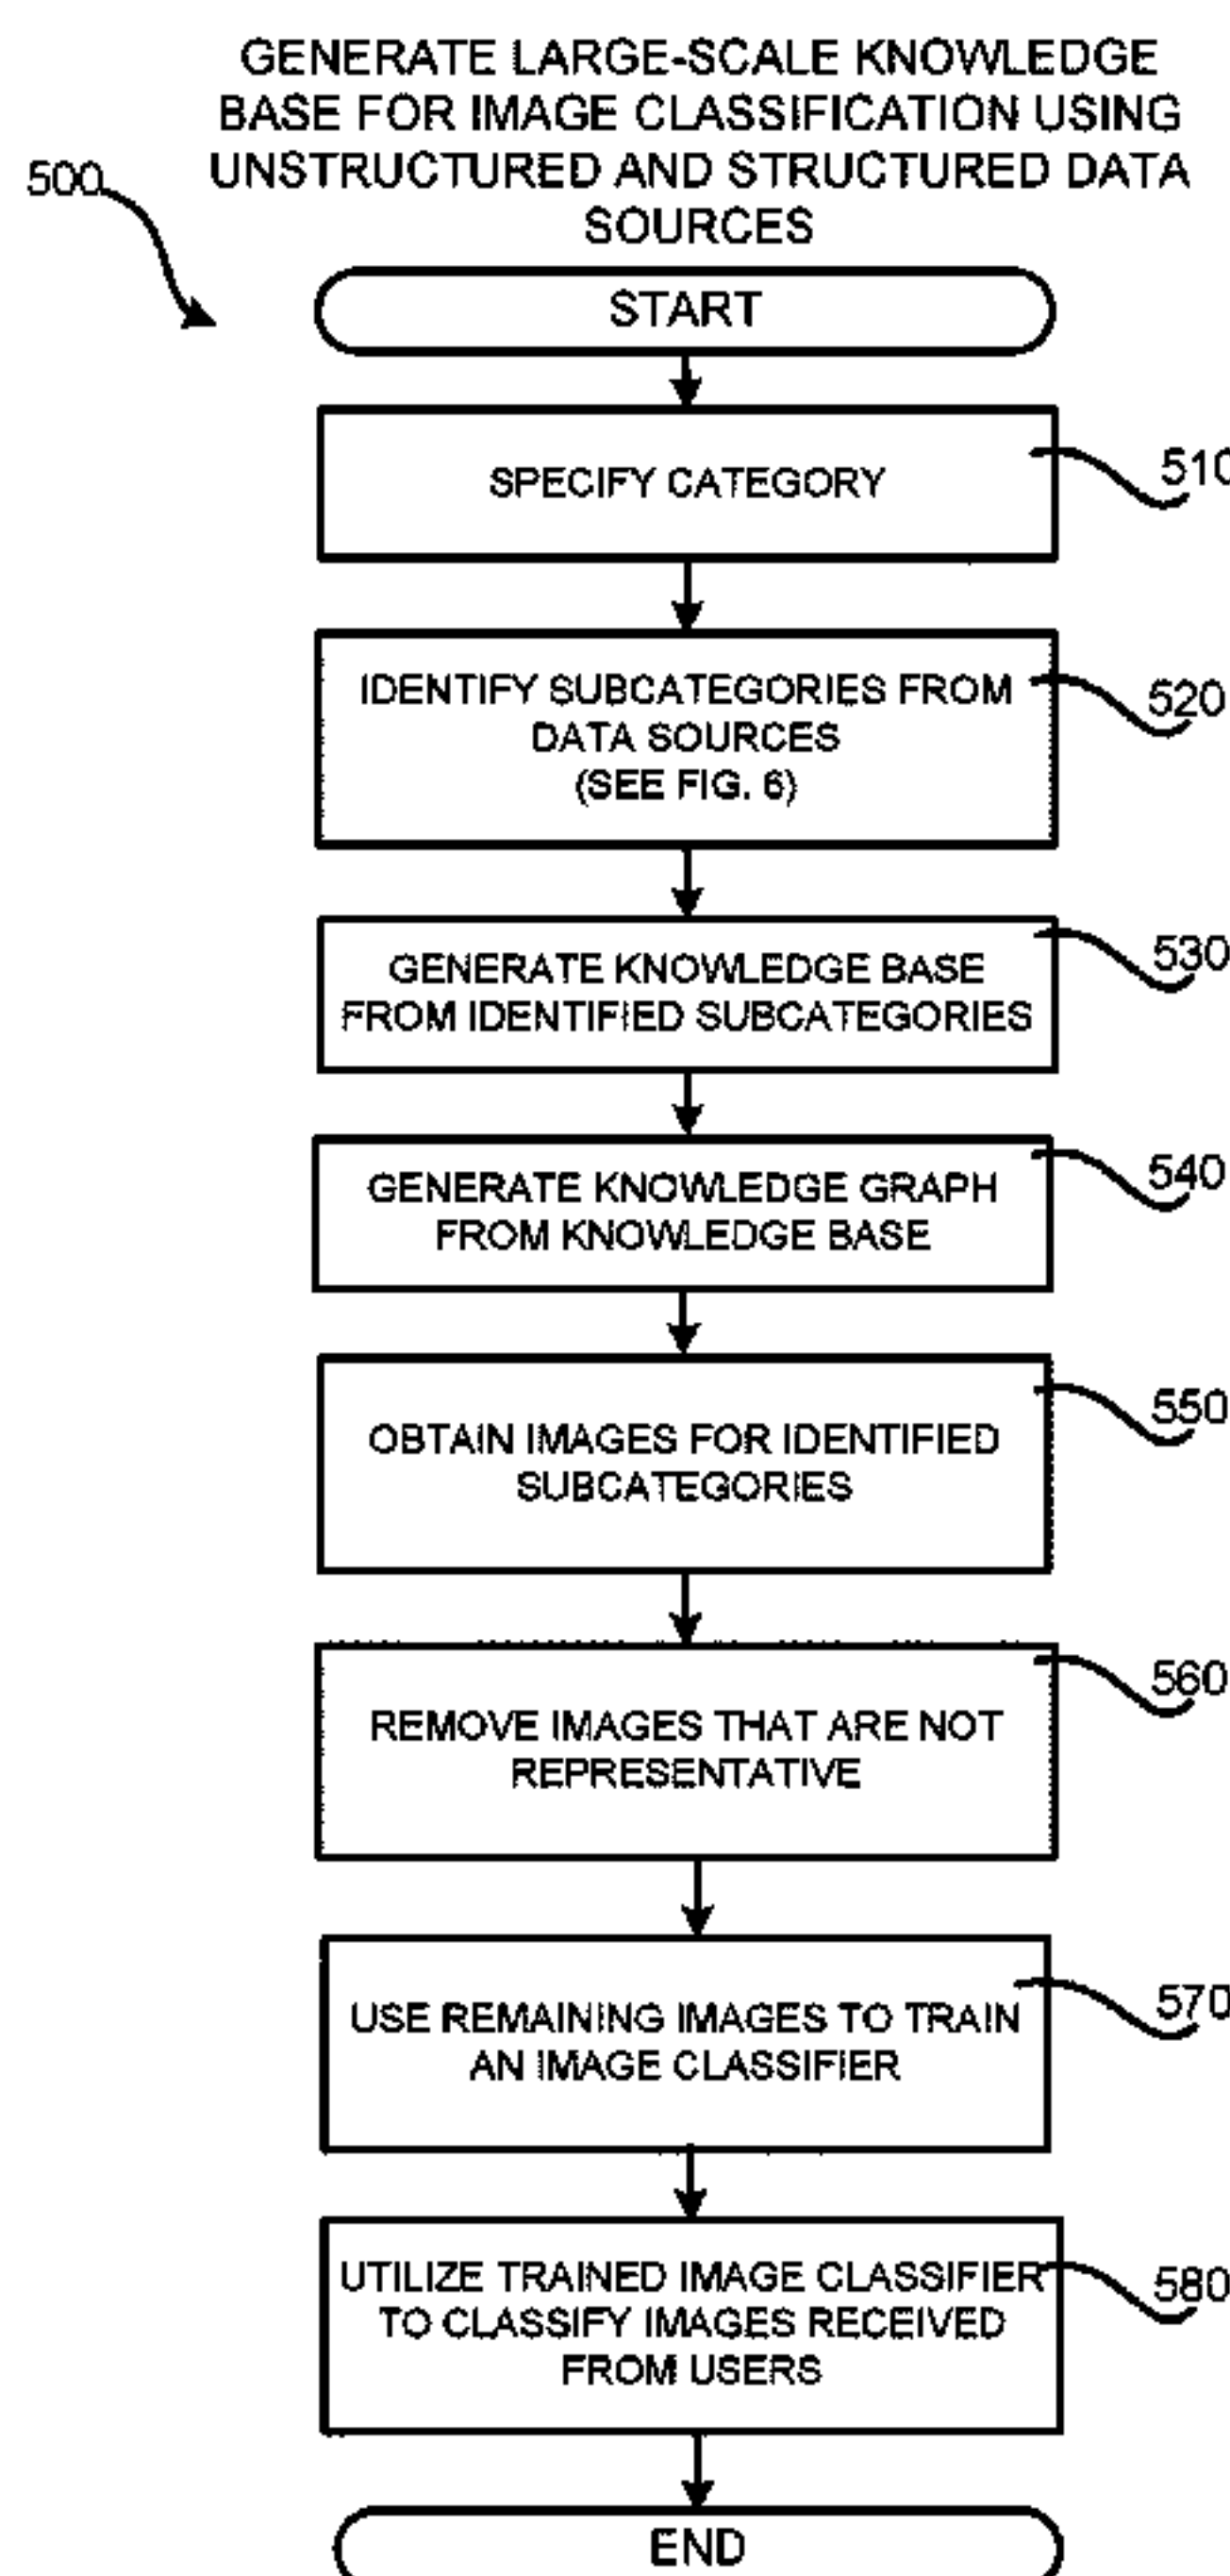 GENERATE LARGE-SCALE KNOWLEDGE
BASE FOR IMAGE CLASSIFICATION USING
UNSTRUCTURED AND STRUCTURED DATA
SOURCES
500
START
SPECIFY CATEGORY
510
IDENTIFY SUBCATEGORIES FROM
DATA SOURCES
(SEE FIG. 6)
520
GENERATE KNOWLEDGE BASE
FROM IDENTIFIED SUBCATEGORIES
530
GENERATE KNOWLEDGE GRAPH
FROM KNOWLEDGE BASE
540
OBTAIN IMAGES FOR IDENTIFIED
SUBCATEGORIES
550
REMOVE IMAGES THAT ARE NOT
REPRESENTATIVE
560
USE REMAINING IMAGES TO TRAIN
AN IMAGE CLASSIFIER
570
UTILIZE TRAINED IMAGE CLASSIFIER
TO CLASSIFY IMAGES RECEIVED
FROM USERS
580
END